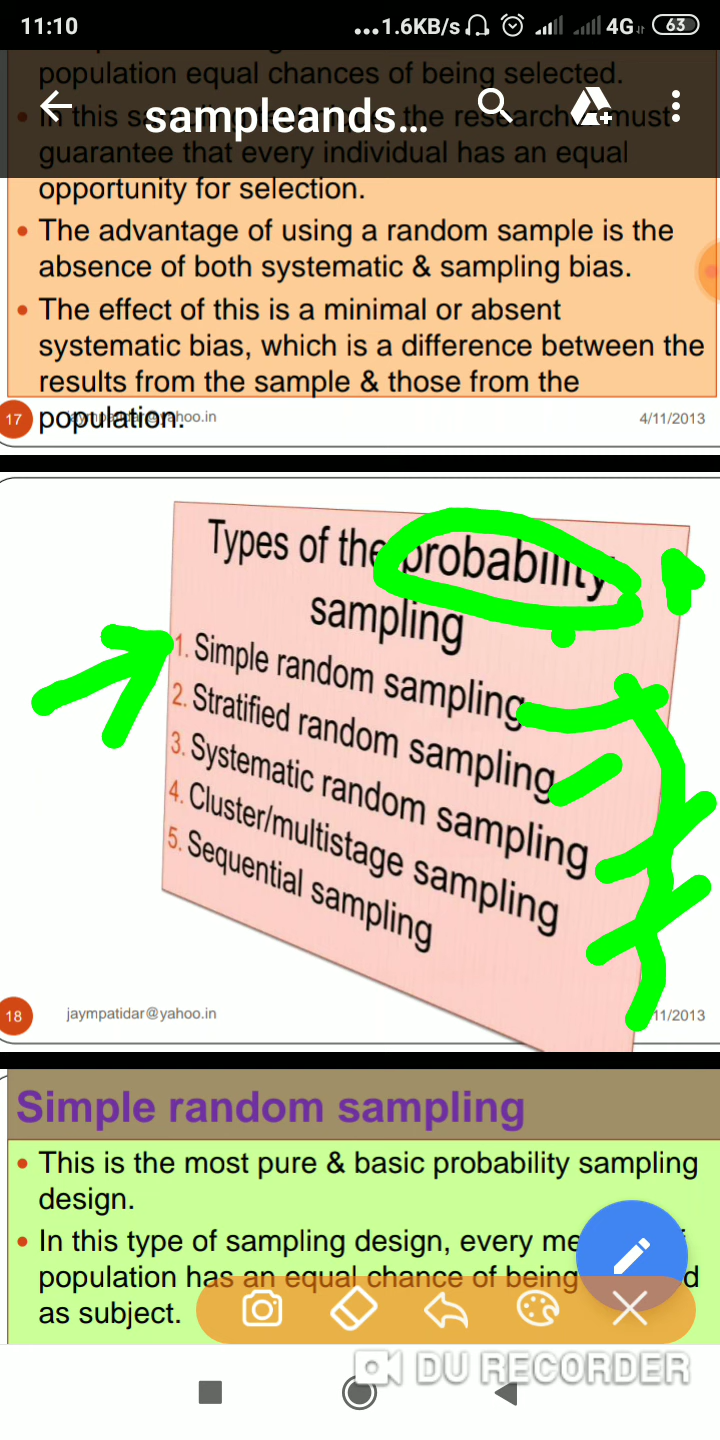 11:10
...1.6KB/s 4G 63
population equal chances of being selected.
sampleands...
guarantee that every individual has an equal
opportunity for selection.
• The advantage of using a random sample is the
absence of both systematic & sampling bias.
• The effect of this is a minimal or absent
systematic bias, which is a difference between the
results from the sample & those from the
population.
17 jaympatidar@yahoo.in 4/11/2013
Types of the probability
sampling
1. Simple random sampling
2. Stratified random sampling
3. Systematic random sampling
4. Cluster/multistage sampling
5. Sequential sampling
18 jaympatidar@yahoo.in 11/2013
Simple random sampling
• This is the most pure & basic probability sampling
design.
• In this type of sampling design, every
population has an equal chance of being
as subject.
DU RECORDER